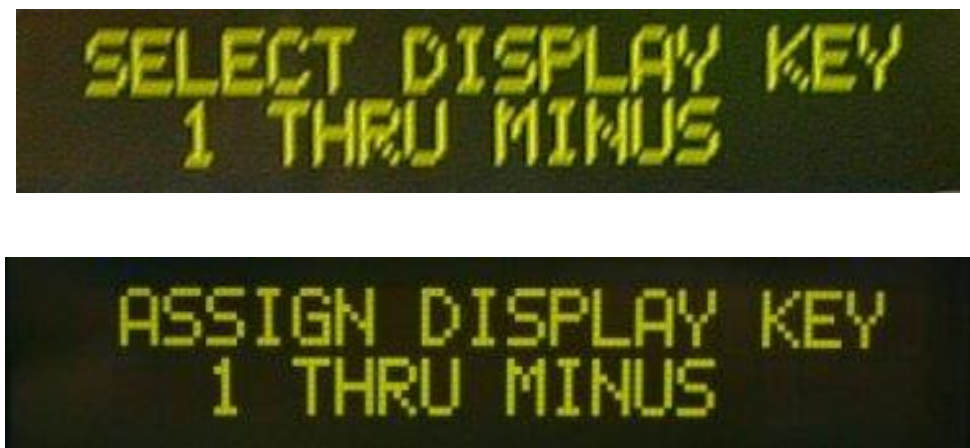 SELECT DISPLAY KEY
1 THRU MINUS
ASSIGN DISPLAY KEY
1 THRU MINUS